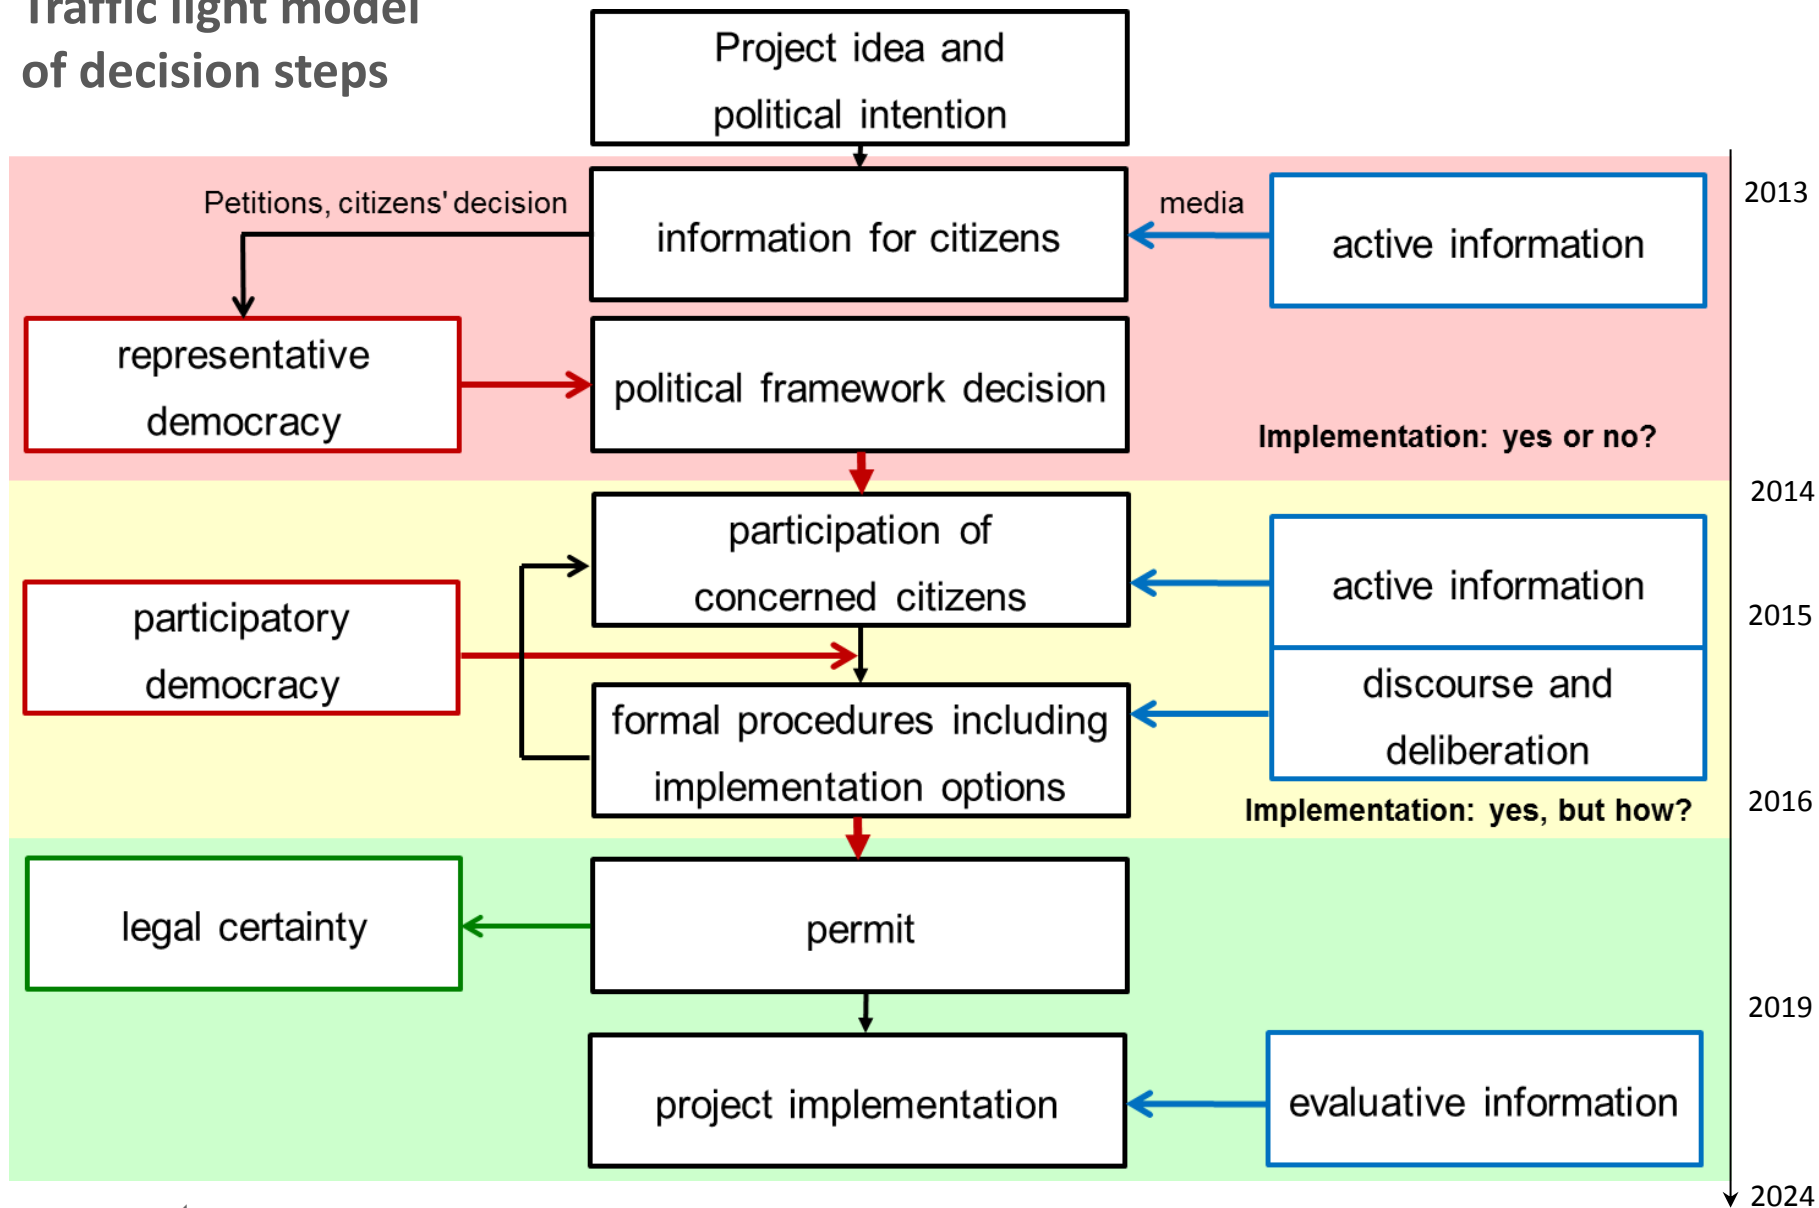 Traffic light model
of decision steps
Project idea and
political intention
2013
Petitions, citizens' decision
media
information for citizens
active information
representative
democracy
political framework decision
Implementation: yes or no?
2014
participation of
concerned citizens
active information
2015
participatory
democracy
discourse and
deliberation
formal procedures including
implementation options
2016
Implementation: yes, but how?
legal certainty
permit
2019
project implementation
evaluative information
2024